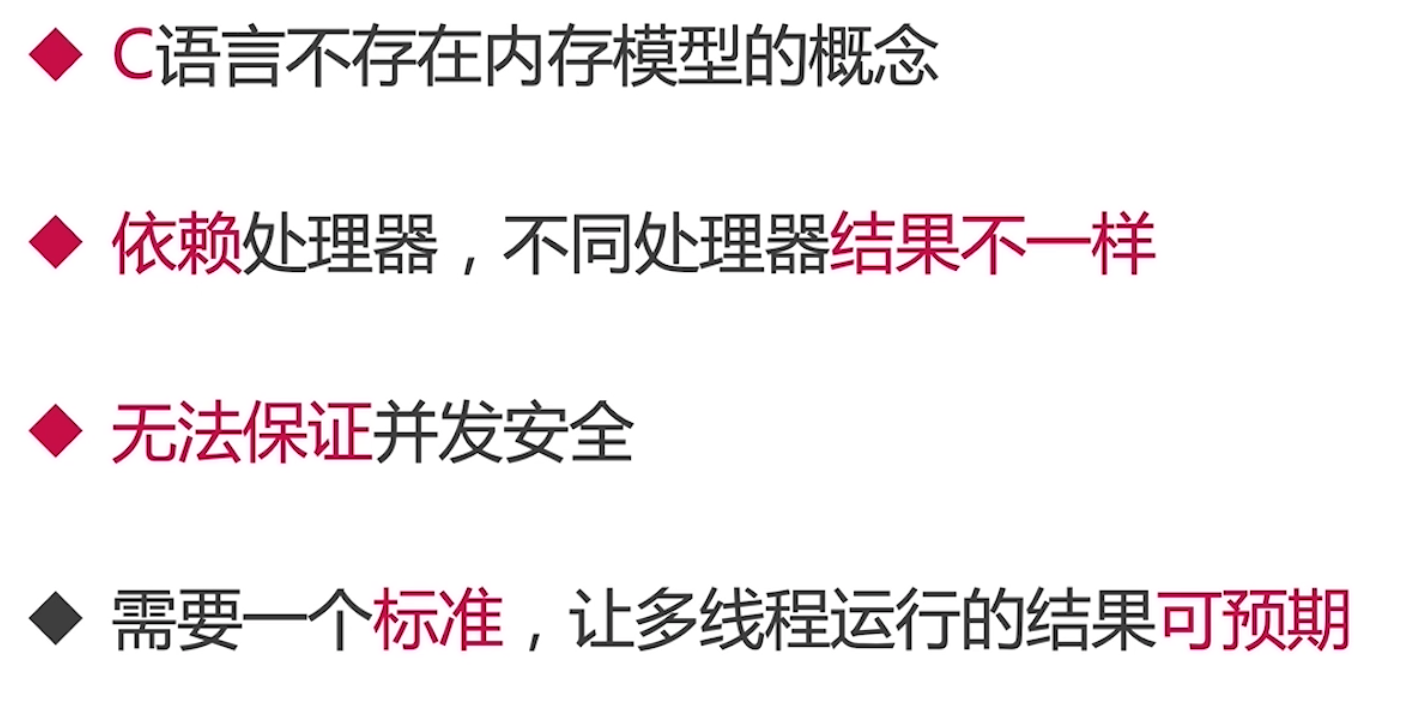 C语言不存在内存模型的概念
依赖处理器，不同处理器结果不一样
无法保证并发安全
需要一个标准，让多线程运行的结果可预期